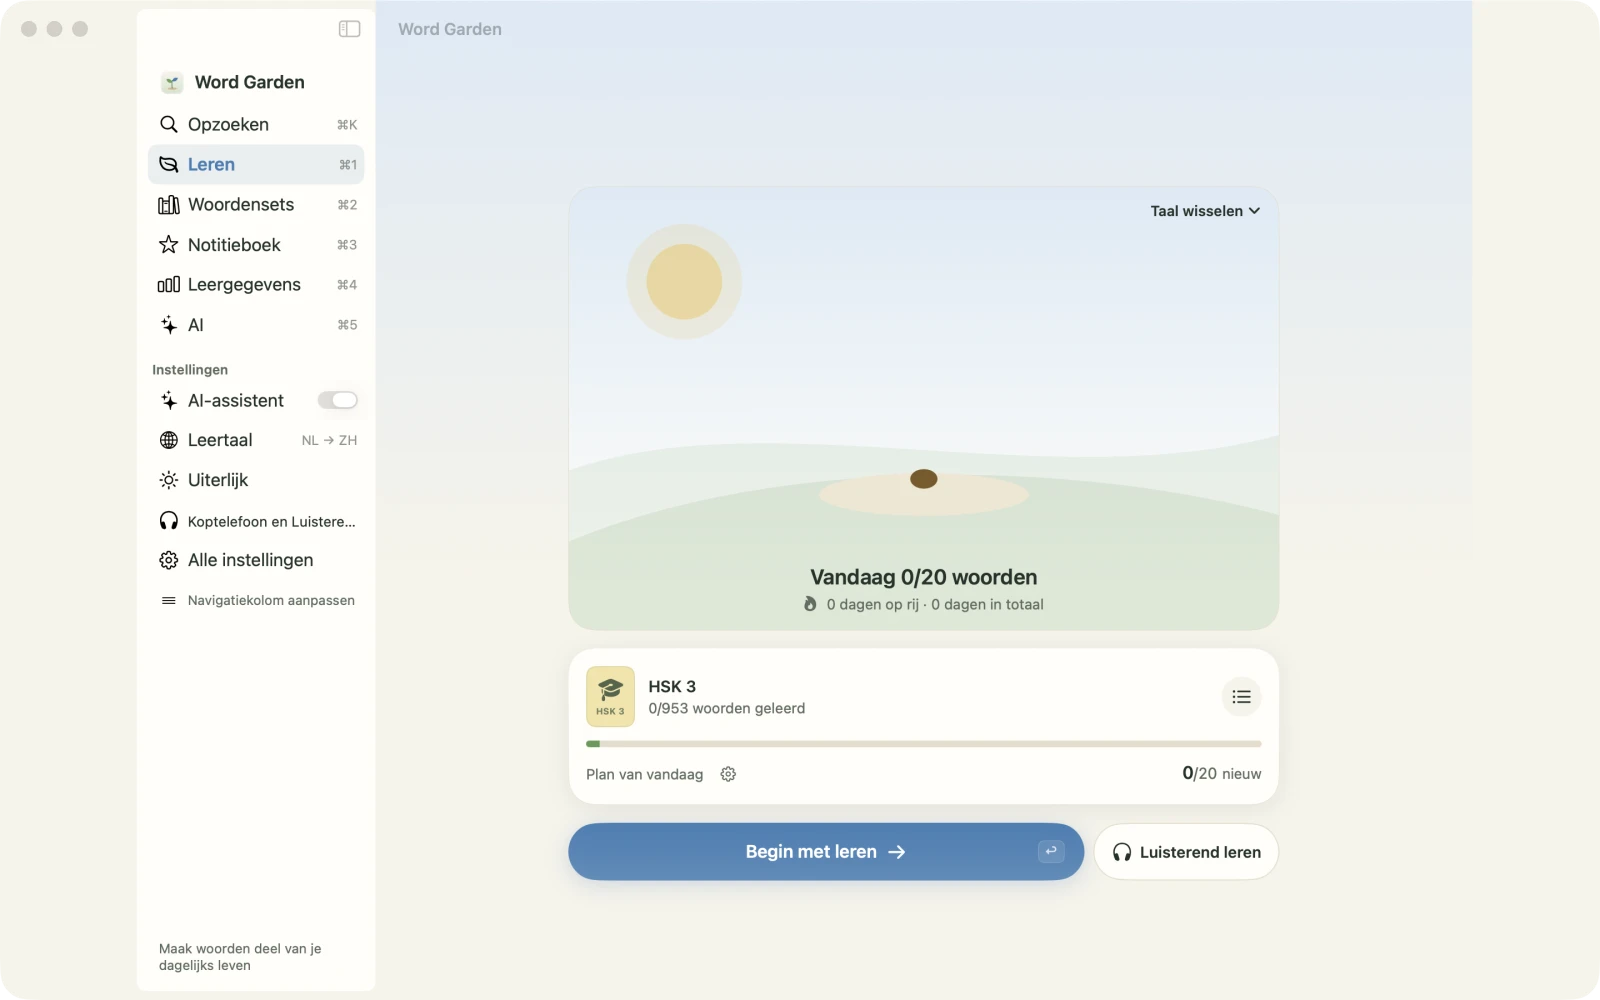 Word Garden
Word Garden
Opzoeken ⌘K
Leren ⌘1
Woordensets ⌘2
Notitieboek ⌘3
Leergegevens ⌘4
AI ⌘5
Instellingen
AI-assistent
Leertaal NL → ZH
Uiterlijk
Koptelefoon en Luistere...
Alle instellingen
Navigatiekolom aanpassen
Maak woorden deel van je
dagelijks leven
Taal wisselen
Vandaag 0/20 woorden
0 dagen op rij · 0 dagen in totaal
HSK 3
HSK 3
0/953 woorden geleerd
Plan van vandaag
0/20 nieuw
Begin met leren →
Luisterend leren